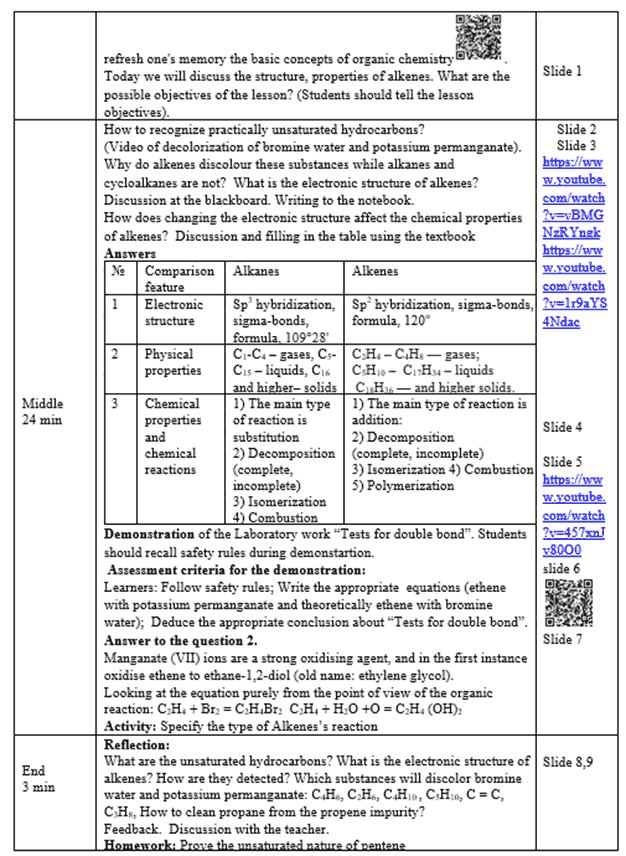 refresh one's memory the basic concepts of organic chemistry .
Today we will discuss the structure, properties of alkenes. What are the
possible objectives of the lesson? (Students should tell the lesson
objectives).
Slide 1
Middle
24 min
How to recognize practically unsaturated hydrocarbons?
(Video of decolorization of bromine water and potassium permanganate).
Why do alkenes discolour these substances while alkanes and
cycloalkanes are not? What is the electronic structure of alkenes?
Discussion at the blackboard. Writing to the notebook.
How does changing the electronic structure affect the chemical properties
of alkenes? Discussion and filling in the table using the textbook
Answers
№ Comparison feature Alkanes Alkenes
1 Electronic structure
Sp³ hybridization,
sigma-bonds,
formula, 109°28'
Sp² hybridization, sigma-bonds,
formula, 120°
2 Physical properties
C₁-C₄ – gases, C₅-
C₁₅ – liquids, C₁₆
and higher– solids
C₂H₄ – C₄H₈ — gases;
C₅H₁₀ – C₁₇H₃₄ – liquids
C₁₈H₃₆ — and higher solids.
3 Chemical
properties
and
chemical
reactions
1) The main type
of reaction is
substitution
2) Decomposition
(complete,
incomplete)
3) Isomerization
4) Combustion
1) The main type of reaction is
addition:
2) Decomposition
(complete, incomplete)
3) Isomerization 4) Combustion
5) Polymerization
Demonstration of the Laboratory work “Tests for double bond”. Students
should recall safety rules during demonstartion.
Assessment criteria for the demonstration:
Learners: Follow safety rules; Write the appropriate equations (ethene
with potassium permanganate and theoretically ethene with bromine
water); Deduce the appropriate conclusion about “Tests for double bond”.
Answer to the question 2.
Manganate (VII) ions are a strong oxidising agent, and in the first instance
oxidise ethene to ethane-1,2-diol (old name: ethylene glycol).
Looking at the equation purely from the point of view of the organic
reaction: C₂H₄ + Br₂ = C₂H₄Br₂ C₂H₄ + H₂O +O = C₂H₄ (OH)₂
Activity: Specify the type of Alkenes’s reaction
Slide 2
Slide 3
https://ww
w.youtube.
com/watch
?v=vBMG
NzRYngk
https://ww
w.youtube.
com/watch
?v=1r9aYS
4Ndac
Slide 4
Slide 5
https://ww
w.youtube.
com/watch
?v=457xnJ
v80O0
slide 6
Slide 7
End
3 min
Reflection:
What are the unsaturated hydrocarbons? What is the electronic structure of
alkenes? How are they detected? Which substances will discolor bromine
water and potassium permanganate: C₄H₆, C₂H₆, C₄H₁₀, C₅H₁₀, C = C,
C₃H₈, How to clean propane from the propene impurity?
Feedback. Discussion with the teacher.
Homework: Prove the unsaturated nature of pentene
Slide 8,9